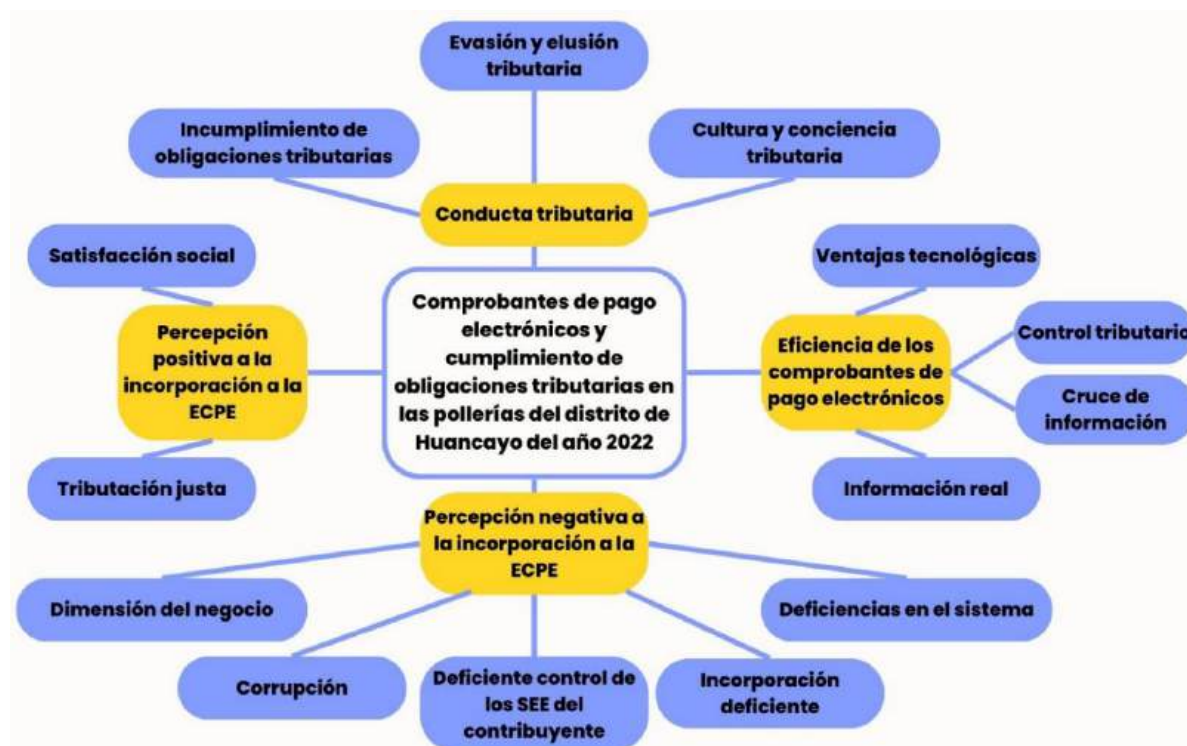 Evasión y elusión
tributaria
Incumplimiento de
obligaciones tributarias
Cultura y conciencia
tributaria
Conducta tributaria
Satisfacción social
Ventajas tecnológicas
Percepción
positiva a la
incorporación a la
ECPE
Comprobantes de pago
electrónicos y
cumplimiento de
obligaciones tributarias en
las pollerías del distrito de
Huancayo del año 2022
Eficiencia de los
comprobantes de
pago electrónicos
Control tributario
Cruce de
información
Tributación justa
Información real
Percepción negativa a
la incorporación a la
ECPE
Dimensión del negocio
Deficiencias en el sistema
Corrupción
Deficiente control de
los SEE del
contribuyente
Incorporación
deficiente